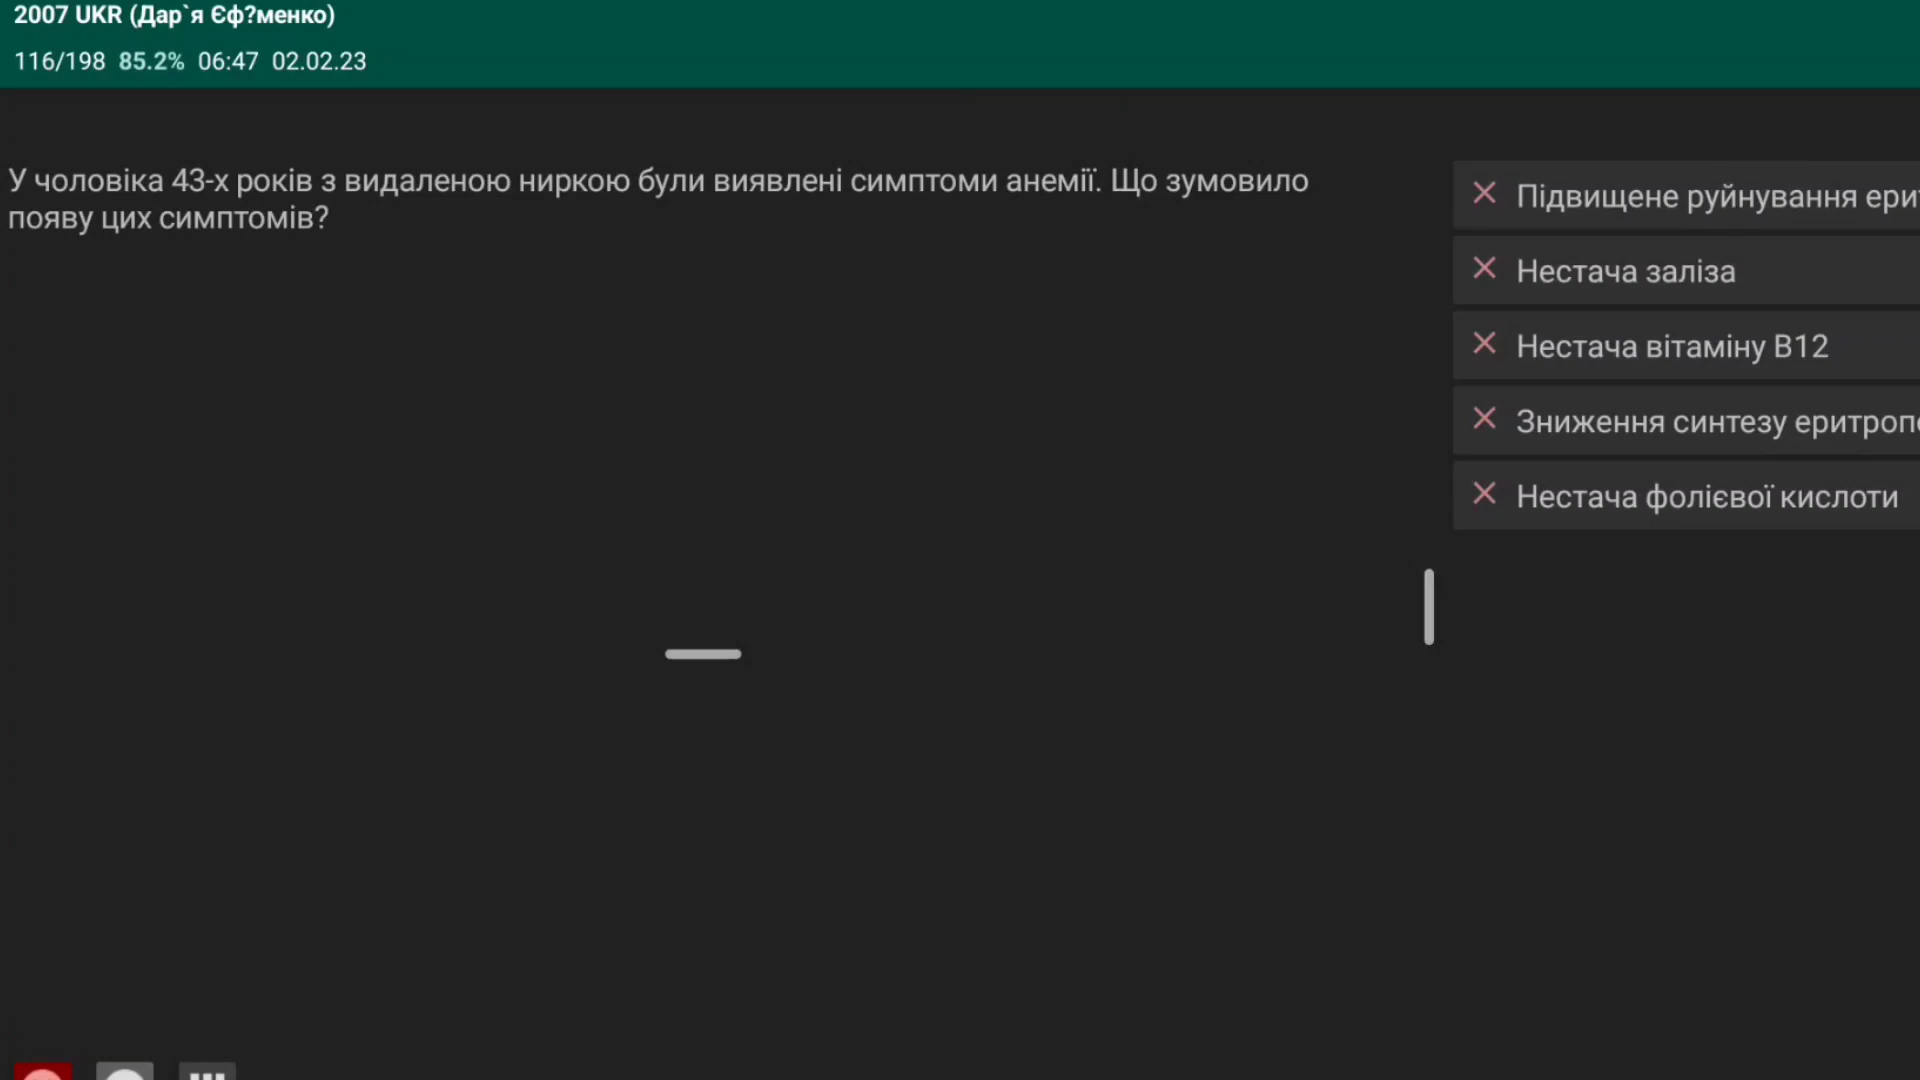 2007 UKR (Дар`я Єф?менко)
116/198 85.2% 06:47 02.02.23
У чоловіка 43-х років з видаленою ниркою були виявлені симптоми анемії. Що зумовило
появу цих симптомів?
Підвищене руйнування
Нестача заліза
Нестача вітаміну B12
Зниження синтезу
Нестача фолієвої кислоти